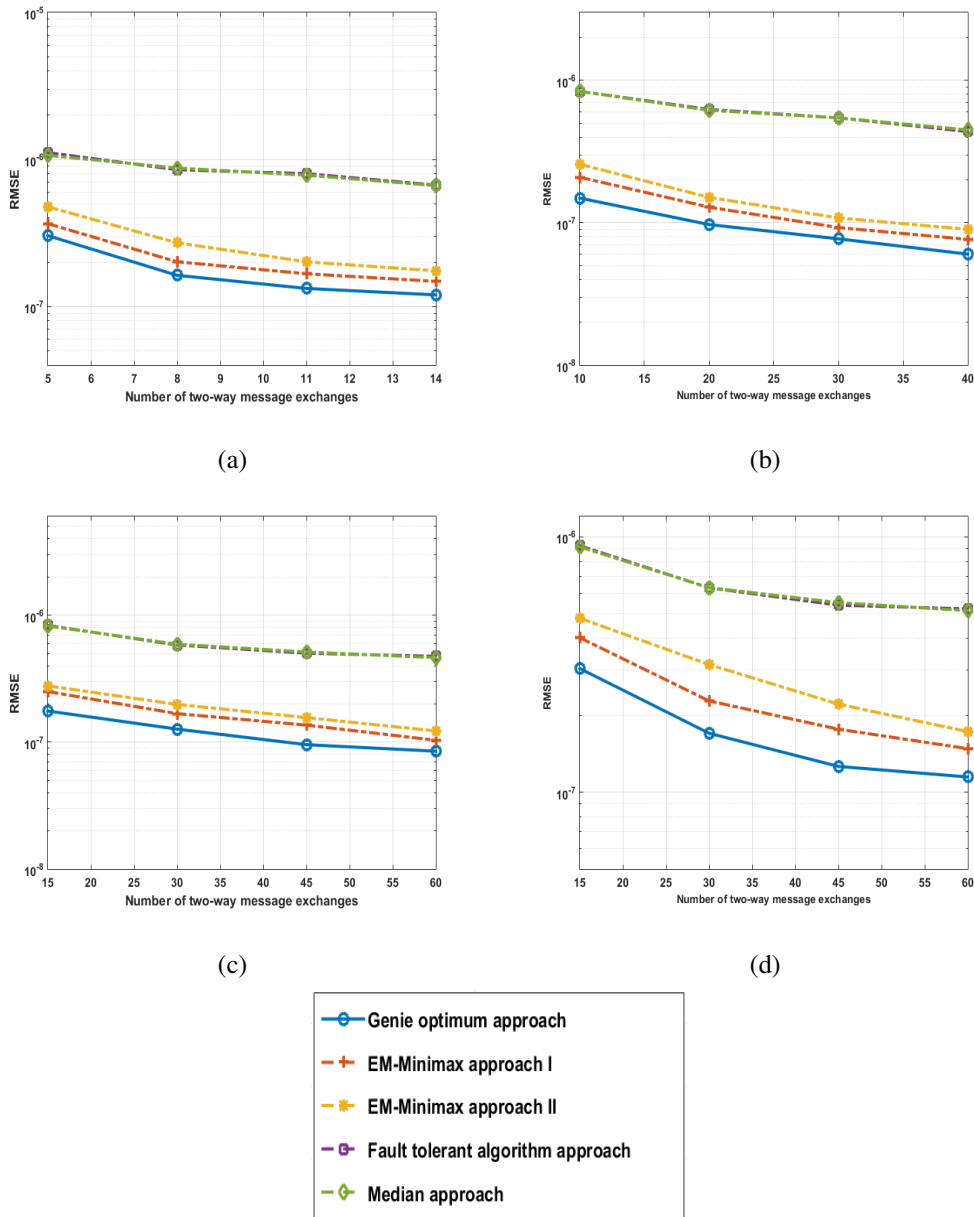 10^-5
10^-6
10^-7
RMSE
5 6 7 8 9 10 11 12 13 14
Number of two-way message exchanges
(a)
10^-6
10^-7
10^-8
RMSE
10 15 20 25 30 35 40
Number of two-way message exchanges
(b)
10^-6
10^-7
10^-8
RMSE
15 20 25 30 35 40 45 50 55 60
Number of two-way message exchanges
(c)
10^-6
10^-7
RMSE
15 20 25 30 35 40 45 50 55 60
Number of two-way message exchanges
(d)
Genie optimum approach
EM-Minimax approach I
EM-Minimax approach II
Fault tolerant algorithm approach
Median approach